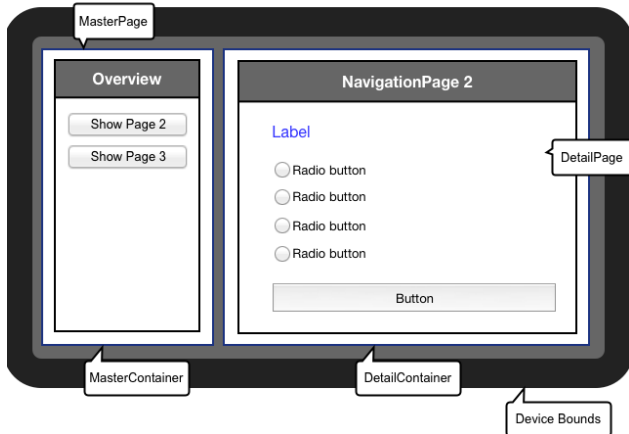 MasterPage
Overview
Show Page 2
Show Page 3
NavigationPage 2
Label
Radio button
Radio button
Radio button
Radio button
Button
DetailPage
MasterContainer
DetailContainer
Device Bounds